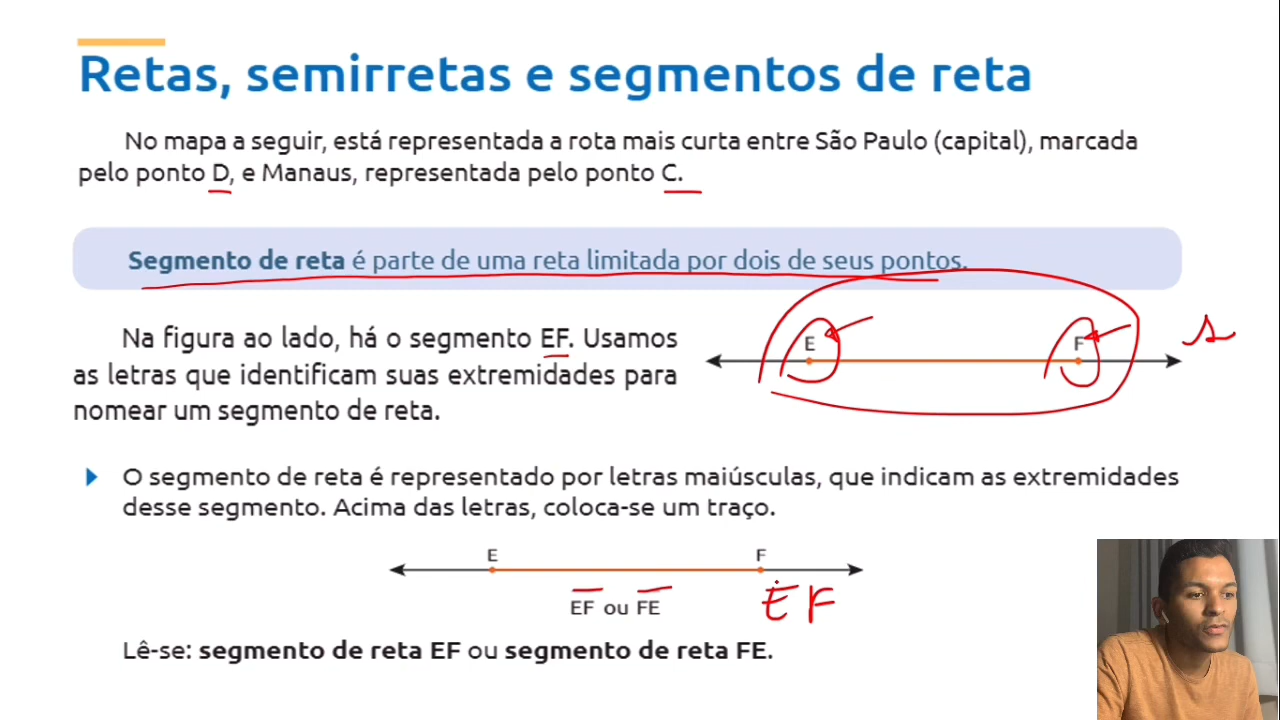 Retas, semirretas e segmentos de reta
No mapa a seguir, está representada a rota mais curta entre São Paulo (capital), marcada
pelo ponto D, e Manaus, representada pelo ponto C.
Segmento de reta é parte de uma reta limitada por dois de seus pontos.
Na figura ao lado, há o segmento EF. Usamos
as letras que identificam suas extremidades para
nomear um segmento de reta.
E F s
O segmento de reta é representado por letras maiúsculas, que indicam as extremidades
desse segmento. Acima das letras, coloca-se um traço.
E F
EF ou FE EF
Lê-se: segmento de reta EF ou segmento de reta FE.